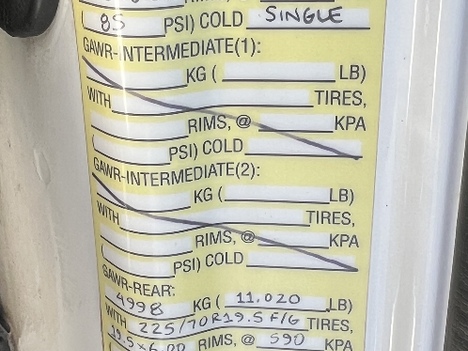 (85 PSI) COLD SINGLE
GAWR-INTERMEDIATE(1):
KG ( LB)
WITH TIRES,
RIMS, @ KPA
( PSI) COLD
GAWR-INTERMEDIATE(2):
KG ( LB)
WITH TIRES,
RIMS, @ KPA
( PSI) COLD
GAWR-REAR:
4998 KG ( 11,020 LB)
WITH 225/70R19.5 F/G TIRES,
19.5x6.00 RIMS, @ 590 KPA